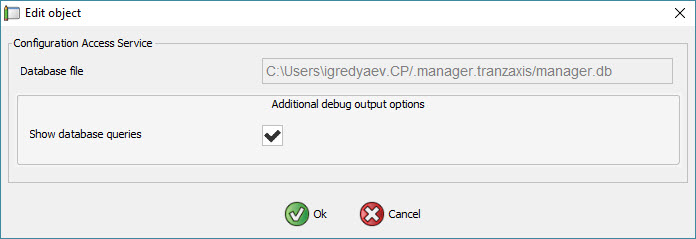 Edit object
Configuration Access Service
Database file
C:\Users\igredyaev.CP/.manager.tranzaxis/manager.db
Additional debug output options
Show database queries
Ok
Cancel